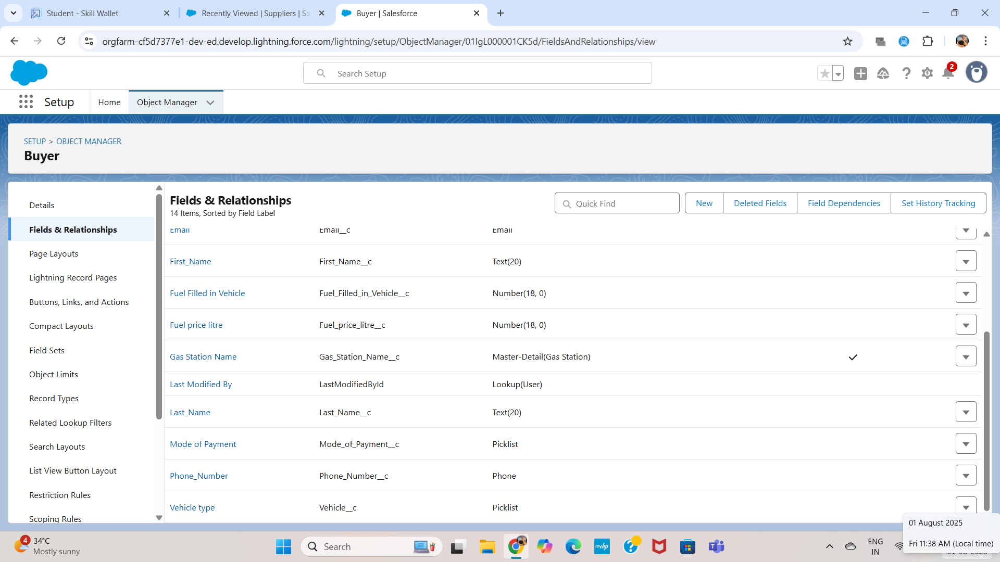 Student - Skill Wallet
Recently Viewed | Suppliers | Sa
Buyer | Salesforce
orgfarm-cf5d7377e1-dev-ed.develop.lightning.force.com/lightning/setup/ObjectManager/01IgL000001CK5d/FieldsAndRelationships/view
Search Setup
2
Setup
Home
Object Manager
SETUP > OBJECT MANAGER
Buyer
Details
Fields & Relationships
Page Layouts
Lightning Record Pages
Buttons, Links, and Actions
Compact Layouts
Field Sets
Object Limits
Record Types
Related Lookup Filters
Search Layouts
List View Button Layout
Restriction Rules
Scoping Rules
Fields & Relationships
14 Items, Sorted by Field Label
Quick Find
New
Deleted Fields
Field Dependencies
Set History Tracking
Email Email__c Email
First_Name First_Name__c Text(20)
Fuel Filled in Vehicle Fuel_Filled_in_Vehicle__c Number(18, 0)
Fuel price litre Fuel_price_litre__c Number(18, 0)
Gas Station Name Gas_Station_Name__c Master-Detail(Gas Station)
Last Modified By LastModifiedById Lookup(User)
Last_Name Last_Name__c Text(20)
Mode of Payment Mode_of_Payment__c Picklist
Phone_Number Phone_Number__c Phone
Vehicle type Vehicle__c Picklist
01 August 2025
Fri 11:38 AM (Local time)
4
34°C
Mostly sunny
Search
myhp
ENG
IN